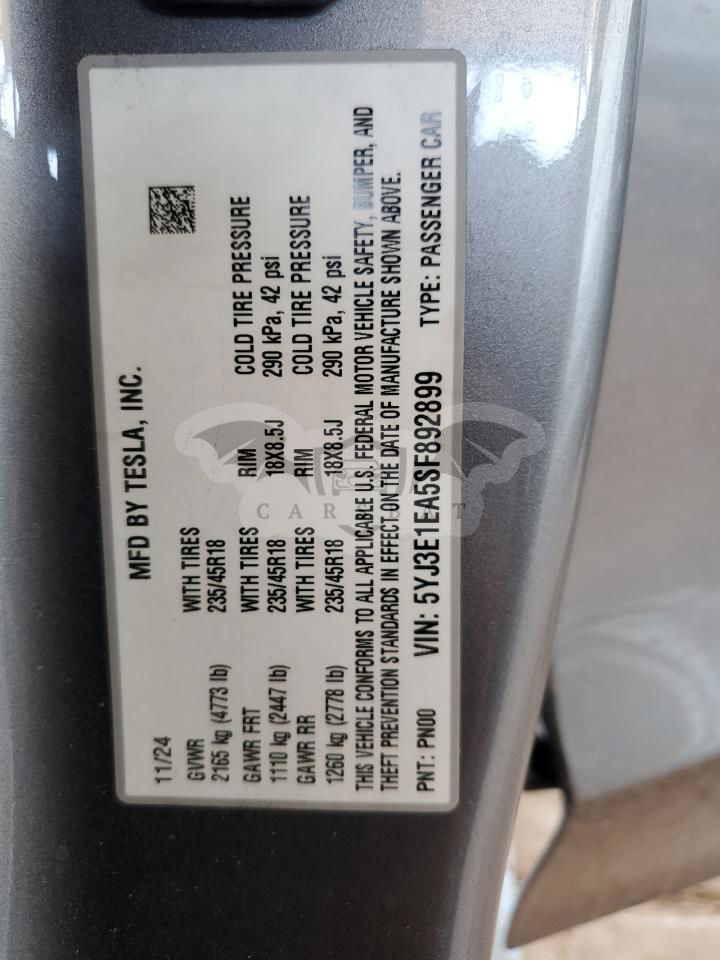 MFD BY TESLA, INC.
11/24
GVWR WITH TIRES
2165 kg (4773 lb) 235/45R18
GAWR FRT WITH TIRES RIM COLD TIRE PRESSURE
1110 kg (2447 lb) 235/45R18 18X8.5J 290 kPa, 42 psi
GAWR RR WITH TIRES RIM COLD TIRE PRESSURE
1260 kg (2778 lb) 235/45R18 18X8.5J 290 kPa, 42 psi
THIS VEHICLE CONFORMS TO ALL APPLICABLE U.S. FEDERAL MOTOR VEHICLE SAFETY, BUMPER, AND
THEFT PREVENTION STANDARDS IN EFFECT ON THE DATE OF MANUFACTURE SHOWN ABOVE.
PNT: PN00 VIN: 5YJ3E1EA5SF892899 TYPE: PASSENGER CAR